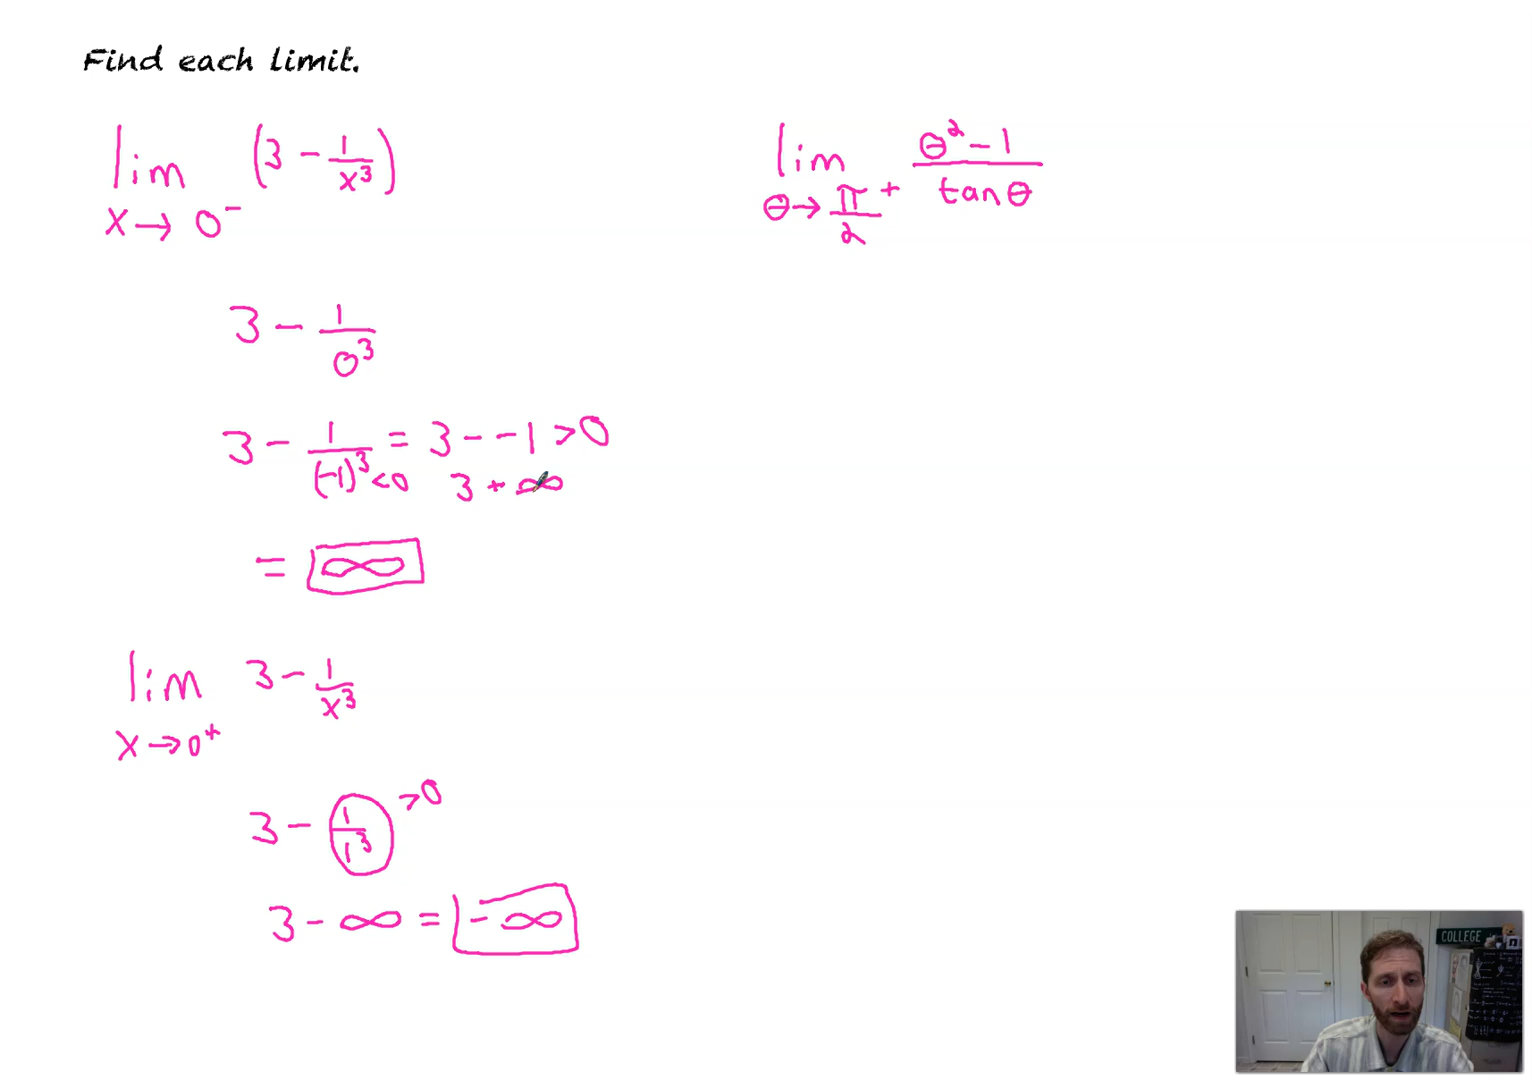 Find each limit.
lim (3 - 1/x³)
x → 0⁻
3 - 1/0³
3 - 1/(-1)³ <0 = 3 - -1 > 0
3 + ∞
= ∞
lim 3 - 1/x³
x → 0⁺
3 - 1/1³ >0
3 - ∞ = -∞
lim θ² - 1/tan θ
θ → π/2⁺
COLLEGE